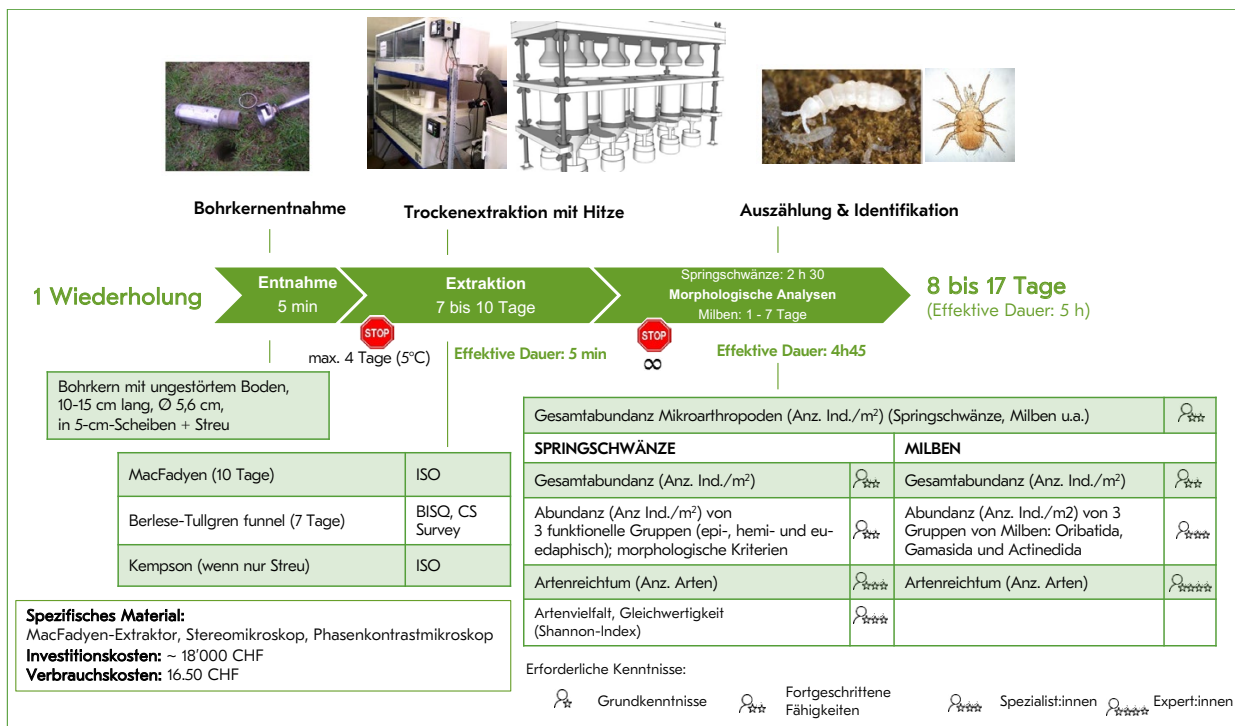 Bohrkernentnahme
Trockenextraktion mit Hitze
Auszählung & Identifikation
1 Wiederholung
Entnahme
5 min
Extraktion
7 bis 10 Tage
Springschwänze: 2 h 30
Morphologische Analysen
Milben: 1 - 7 Tage
8 bis 17 Tage
(Effektive Dauer: 5 h)
STOP
max. 4 Tage (5°C)
Effektive Dauer: 5 min
STOP
∞
Effektive Dauer: 4h45
Bohrkern mit ungestörtem Boden,
10-15 cm lang, Ø 5,6 cm,
in 5-cm-Scheiben + Streu
MacFadyen (10 Tage)
ISO
Berlese-Tullgren funnel (7 Tage)
BISQ, CS
Survey
Kempson (wenn nur Streu)
ISO
Spezifisches Material:
MacFadyen-Extraktor, Stereomikroskop, Phasenkontrastmikroskop
Investitionskosten: ~ 18'000 CHF
Verbrauchskosten: 16.50 CHF
Gesamtabundanz Mikroarthropoden (Anz. Ind./m²) (Springschwänze, Milben u.a.)
SPRINGSCHWÄNZE
MILBEN
Gesamtabundanz (Anz. Ind./m²)
Gesamtabundanz (Anz. Ind./m²)
Abundanz (Anz Ind./m²) von
3 funktionelle Gruppen (epi-, hemi- und eu-
edaphisch); morphologische Kriterien
Abundanz (Anz. Ind./m2) von 3
Gruppen von Milben: Oribatida,
Gamasida und Actinedida
Artenreichtum (Anz. Arten)
Artenreichtum (Anz. Arten)
Artenvielfalt, Gleichwertigkeit
(Shannon-Index)
Erforderliche Kenntnisse:
Grundkenntnisse
Fortgeschrittene
Fähigkeiten
Spezialist:innen
Expert:innen